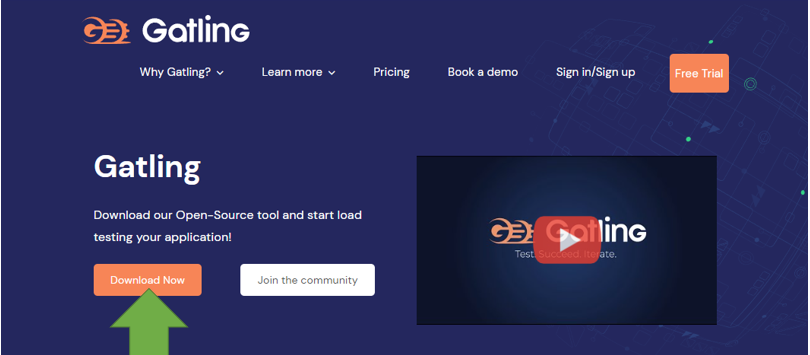 Gatling
Why Gatling? Learn more Pricing Book a demo Sign in/Sign up Free Trial
Gatling
Download our Open-Source tool and start load
testing your application!
Download Now Join the community
Gatling
Test. Succeed. Iterate.